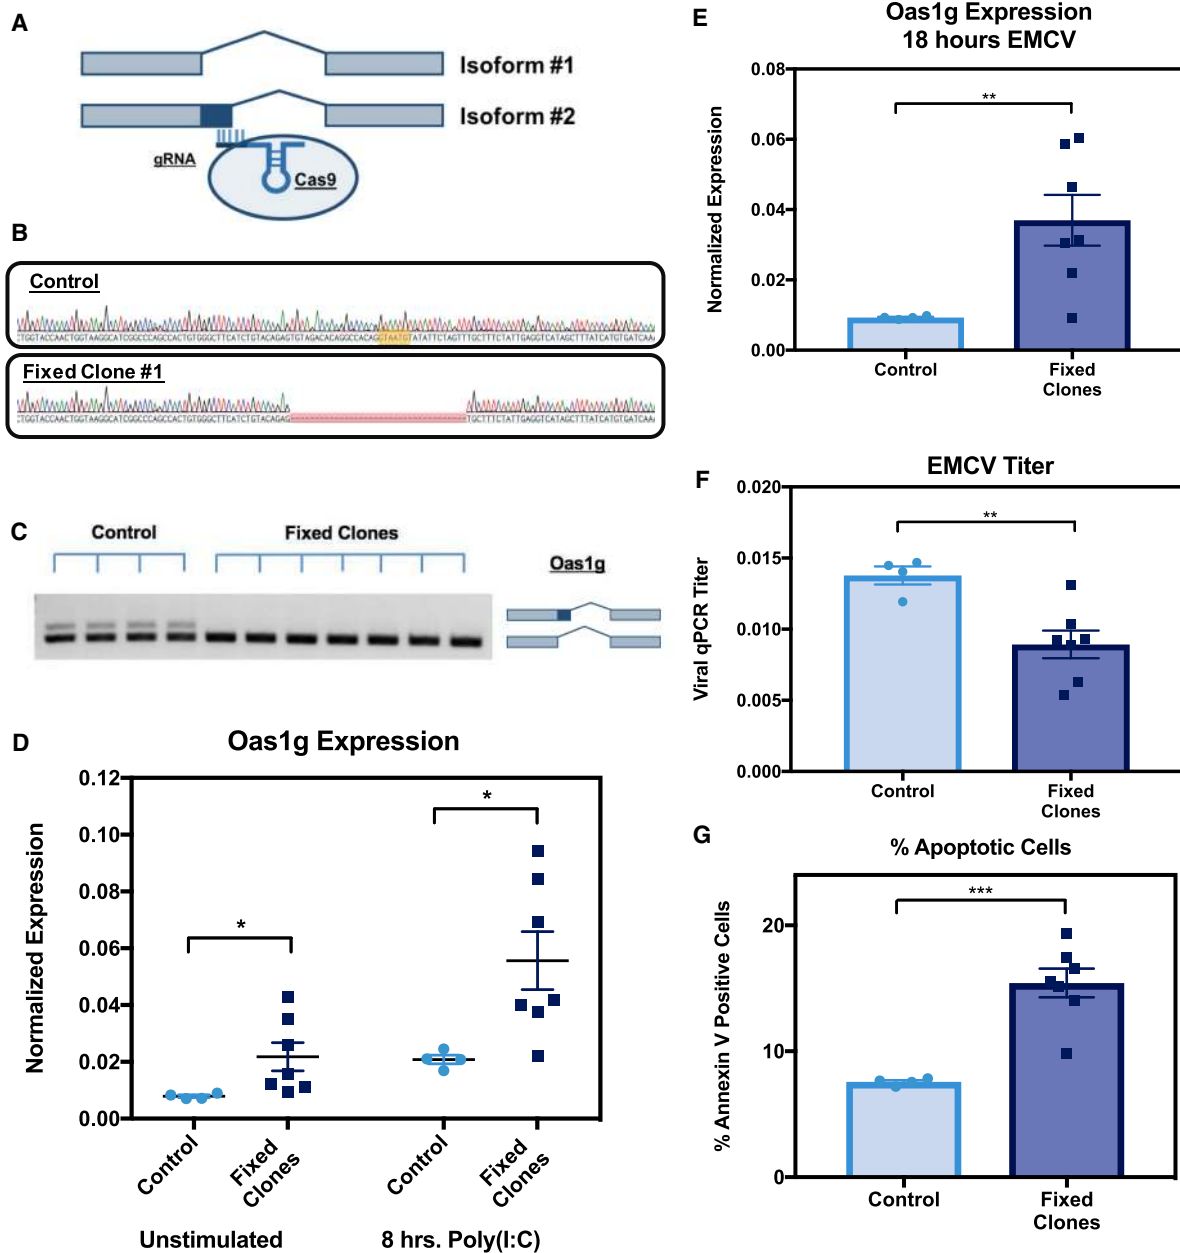 A
Isoform #1
Isoform #2
gRNA
Cas9
B
Control
Fixed Clone #1
C
Control
Fixed Clones
Oas1g
D
Oas1g Expression
Normalized Expression
0.12
0.10
0.08
0.06
0.04
0.02
0.00
*
*
Control
Fixed
Clones
Control
Fixed
Clones
Unstimulated
8 hrs. Poly(I:C)
E
Oas1g Expression
18 hours EMCV
Normalized Expression
0.08
0.06
0.04
0.02
0.00
**
Control
Fixed
Clones
F
EMCV Titer
Viral qPCR Titer
0.020
0.015
0.010
0.005
0.000
**
Control
Fixed
Clones
G
% Apoptotic Cells
% Annexin V Positive Cells
20
10
0
***
Control
Fixed
Clones